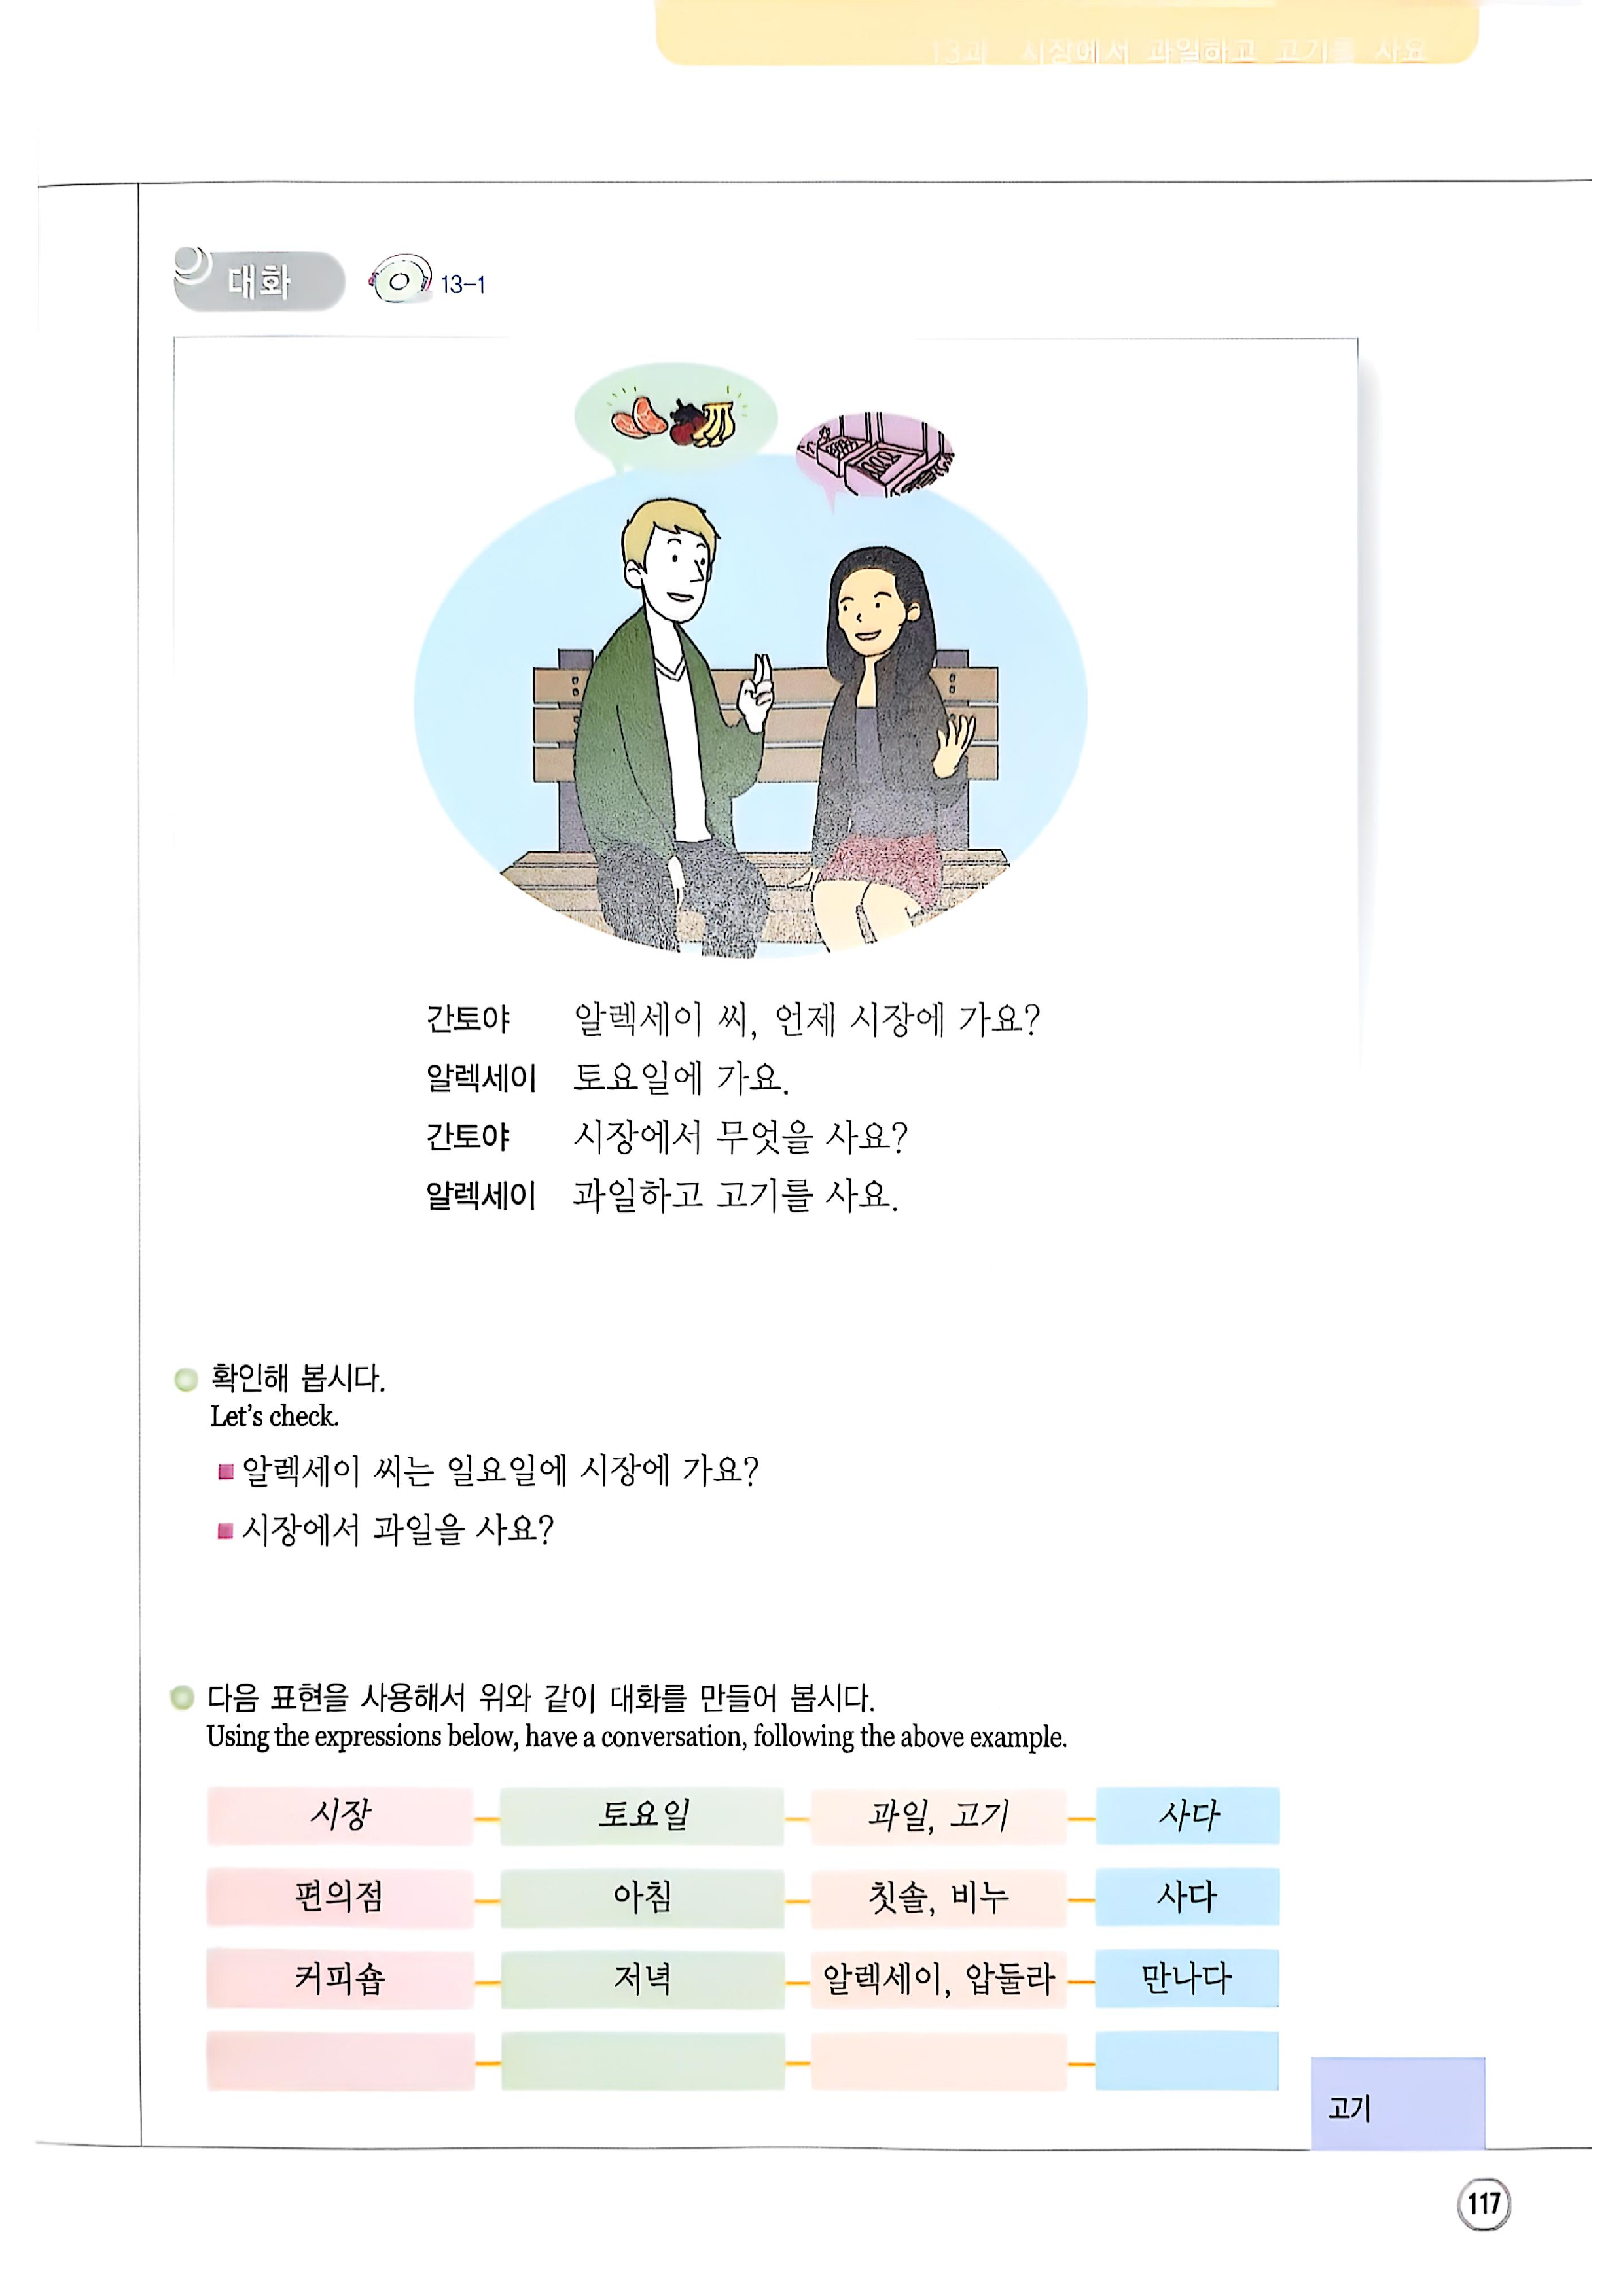 13과 시장에서 과일하고 고기를 사요
대화
13-1
간토야 알렉세이 씨, 언제 시장에 가요?
알렉세이 토요일에 가요.
간토야 시장에서 무엇을 사요?
알렉세이 과일하고 고기를 사요.
확인해 봅시다.
Let's check.
알렉세이 씨는 일요일에 시장에 가요?
시장에서 과일을 사요?
다음 표현을 사용해서 위와 같이 대화를 만들어 봅시다.
Using the expressions below, have a conversation, following the above example.
시장 토요일 과일, 고기 사다
편의점 아침 칫솔, 비누 사다
커피숍 저녁 알렉세이, 압둘라 만나다
고기
117